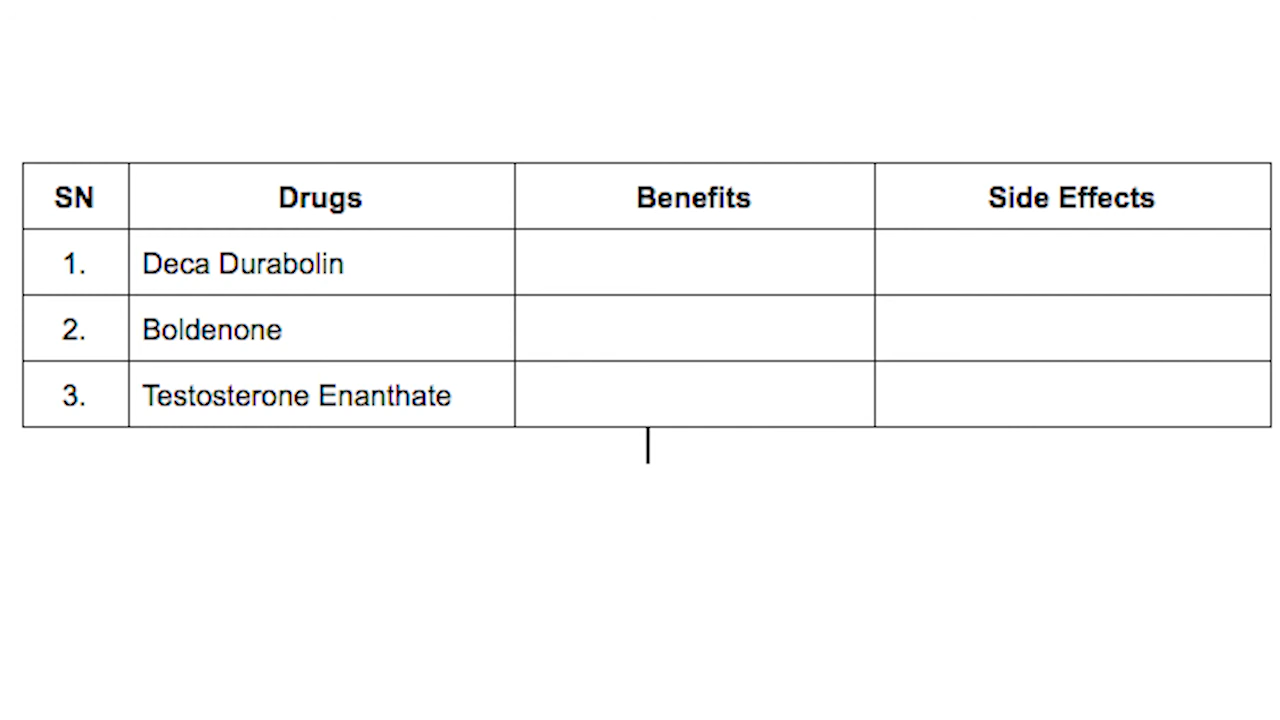 SN Drugs Benefits Side Effects
1. Deca Durabolin
2. Boldenone
3. Testosterone Enanthate